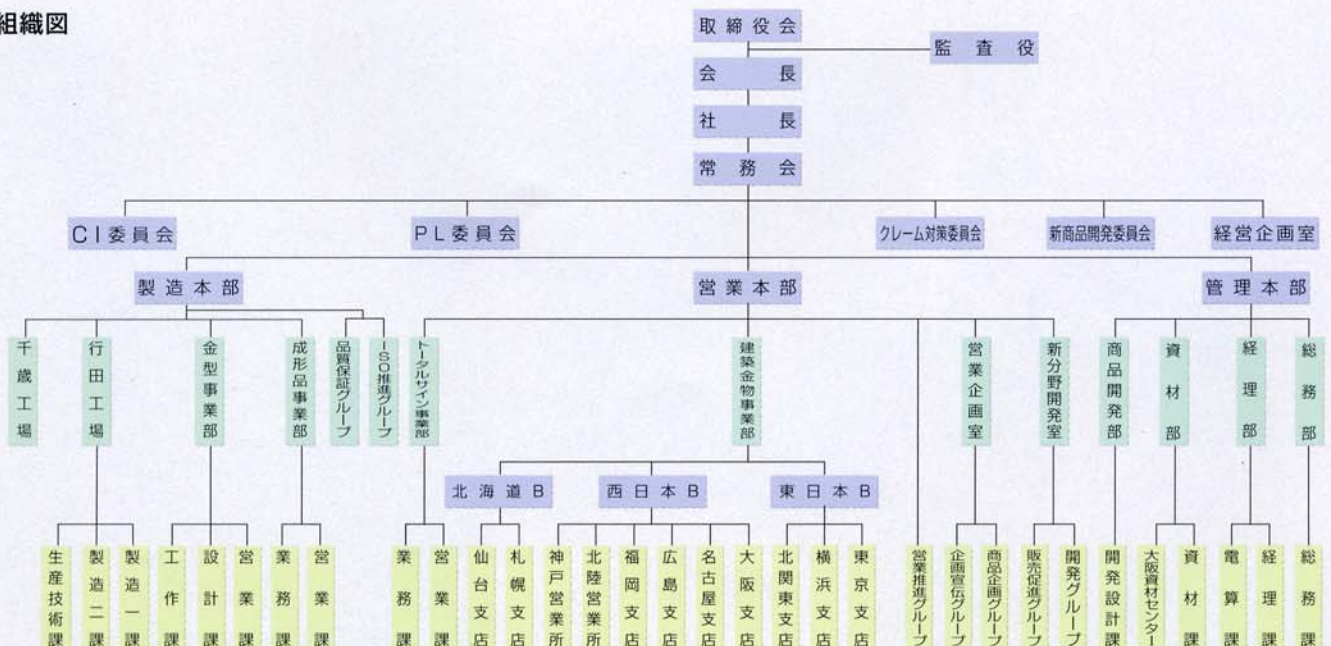 組織図
取締役会
監査役
会長
社長
常務会
CI委員会
PL委員会
クレーム対策委員会
新商品開発委員会
経営企画室
製造本部
営業本部
管理本部
千歳工場
行田工場
金型事業部
成形品事業部
品質保証グループ
ISO推進グループ
トータルサイン事業部
建築金物事業部
営業企画室
新分野開発室
商品開発部
資材部
経理部
総務部
北海道B
西日本B
東日本B
生産技術課
製造二課
製造一課
工作課
設計課
営業課
業務課
営業課
業務課
営業課
仙台支店
札幌支店
神戸営業所
北陸営業所
福岡支店
広島支店
名古屋支店
大阪支店
北関東支店
横浜支店
東京支店
営業推進グループ
企画宣伝グループ
商品企画グループ
販売促進グループ
開発グループ
開発設計課
大阪資材センター
資材課
電算課
経理課
総務課